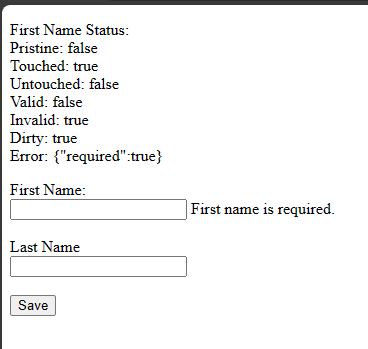 First Name Status:
Pristine: false
Touched: true
Untouched: false
Valid: false
Invalid: true
Dirty: true
Error: {"required":true}
First Name:
First name is required.
Last Name
Save